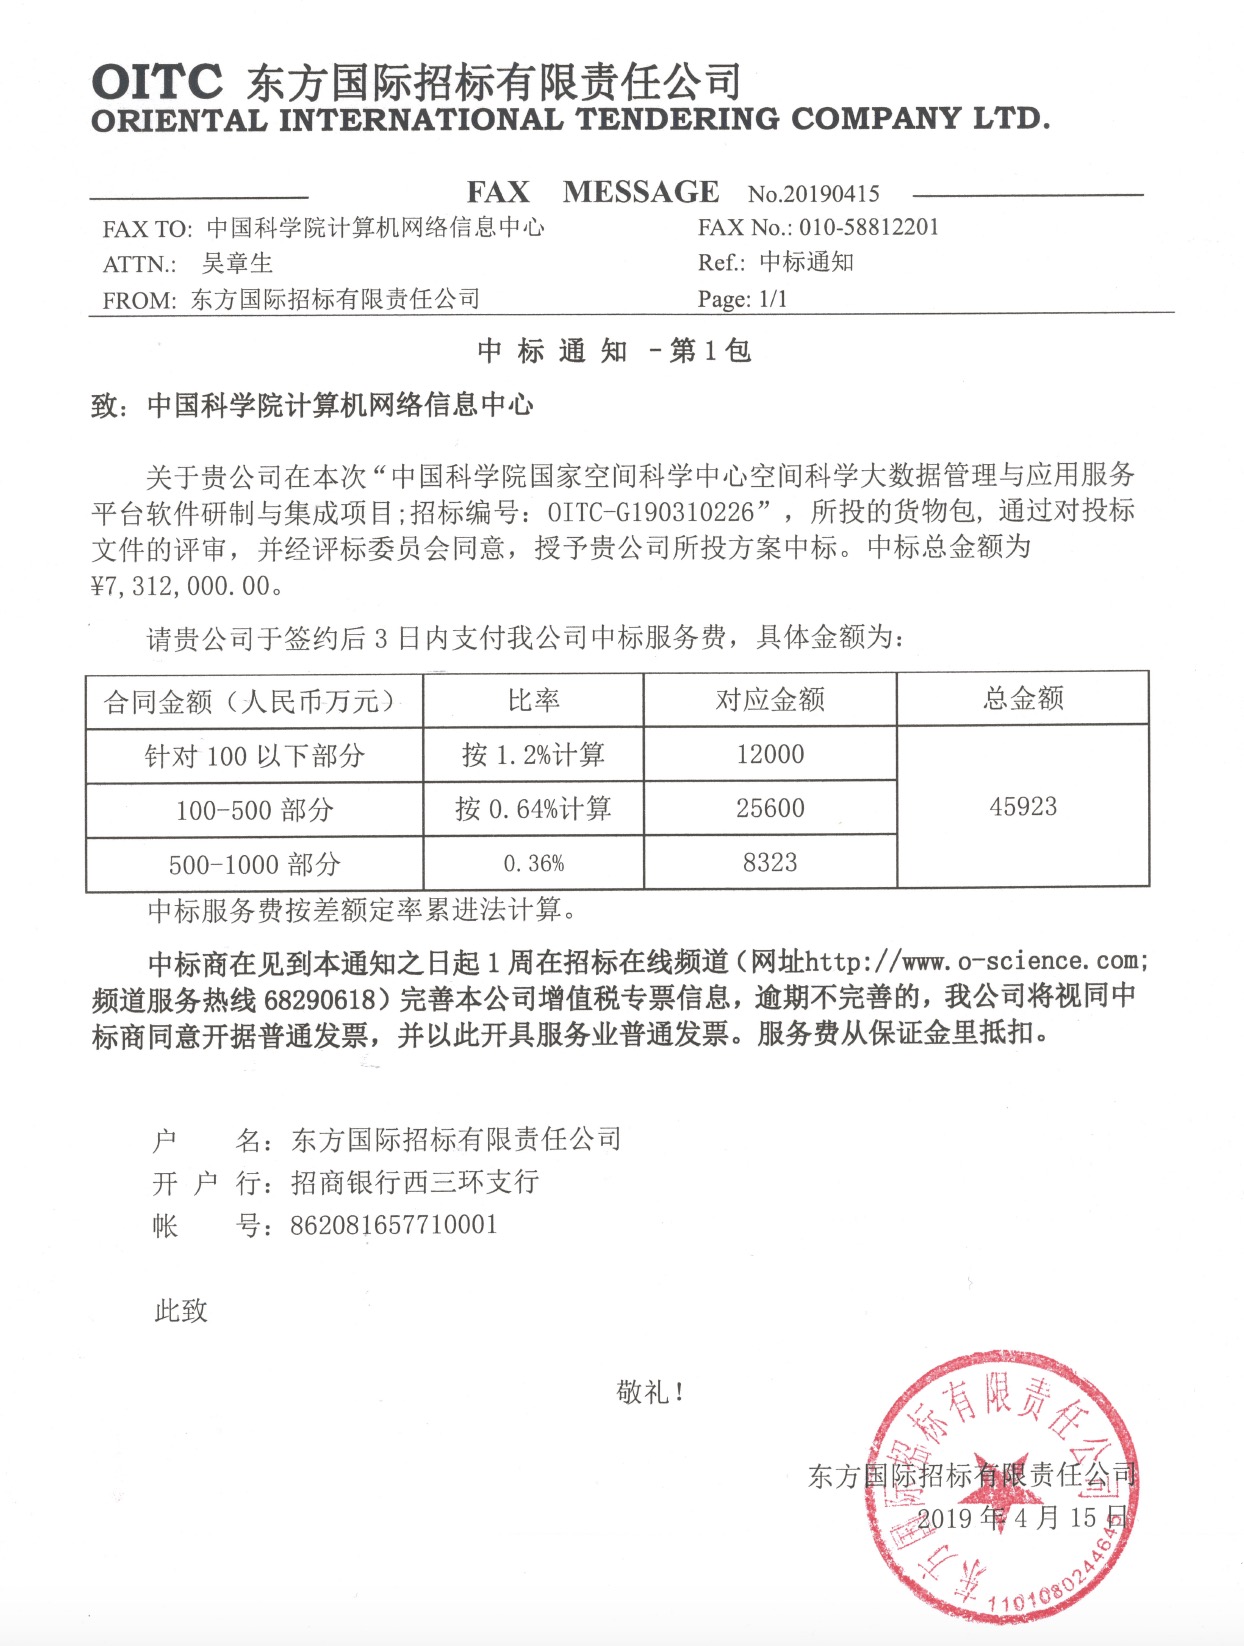 OITC 东方国际招标有限责任公司
ORIENTAL INTERNATIONAL TENDERING COMPANY LTD.
FAX MESSAGE No.20190415
FAX TO: 中国科学院计算机网络信息中心 FAX No.: 010-58812201
ATTN.: 吴章生 Ref.: 中标通知
FROM: 东方国际招标有限责任公司 Page: 1/1
中 标 通 知 -第1包
致：中国科学院计算机网络信息中心
关于贵公司在本次“中国科学院国家空间科学中心空间科学大数据管理与应用服务
平台软件研制与集成项目;招标编号：OITC-G190310226”，所投的货物包, 通过对投标
文件的评审，并经评标委员会同意，授予贵公司所投方案中标。中标总金额为
¥7,312,000.00。
请贵公司于签约后 3 日内支付我公司中标服务费，具体金额为:
合同金额（人民币万元） 比率 对应金额 总金额
针对 100 以下部分 按 1.2%计算 12000
100-500 部分 按 0.64%计算 25600 45923
500-1000 部分 0.36% 8323
中标服务费按差额定率累进法计算。
中标商在见到本通知之日起 1 周在招标在线频道（网址http://www.o-science.com;
频道服务热线 68290618）完善本公司增值税专票信息，逾期不完善的，我公司将视同中
标商同意开据普通发票，并以此开具服务业普通发票。服务费从保证金里抵扣。
户 名：东方国际招标有限责任公司
开 户 行：招商银行西三环支行
帐 号：862081657710001
此致
敬礼!
东方国际招标有限责任公司
2019 年 4 月 15 日
东方国际招标有限责任公司
1101080244645